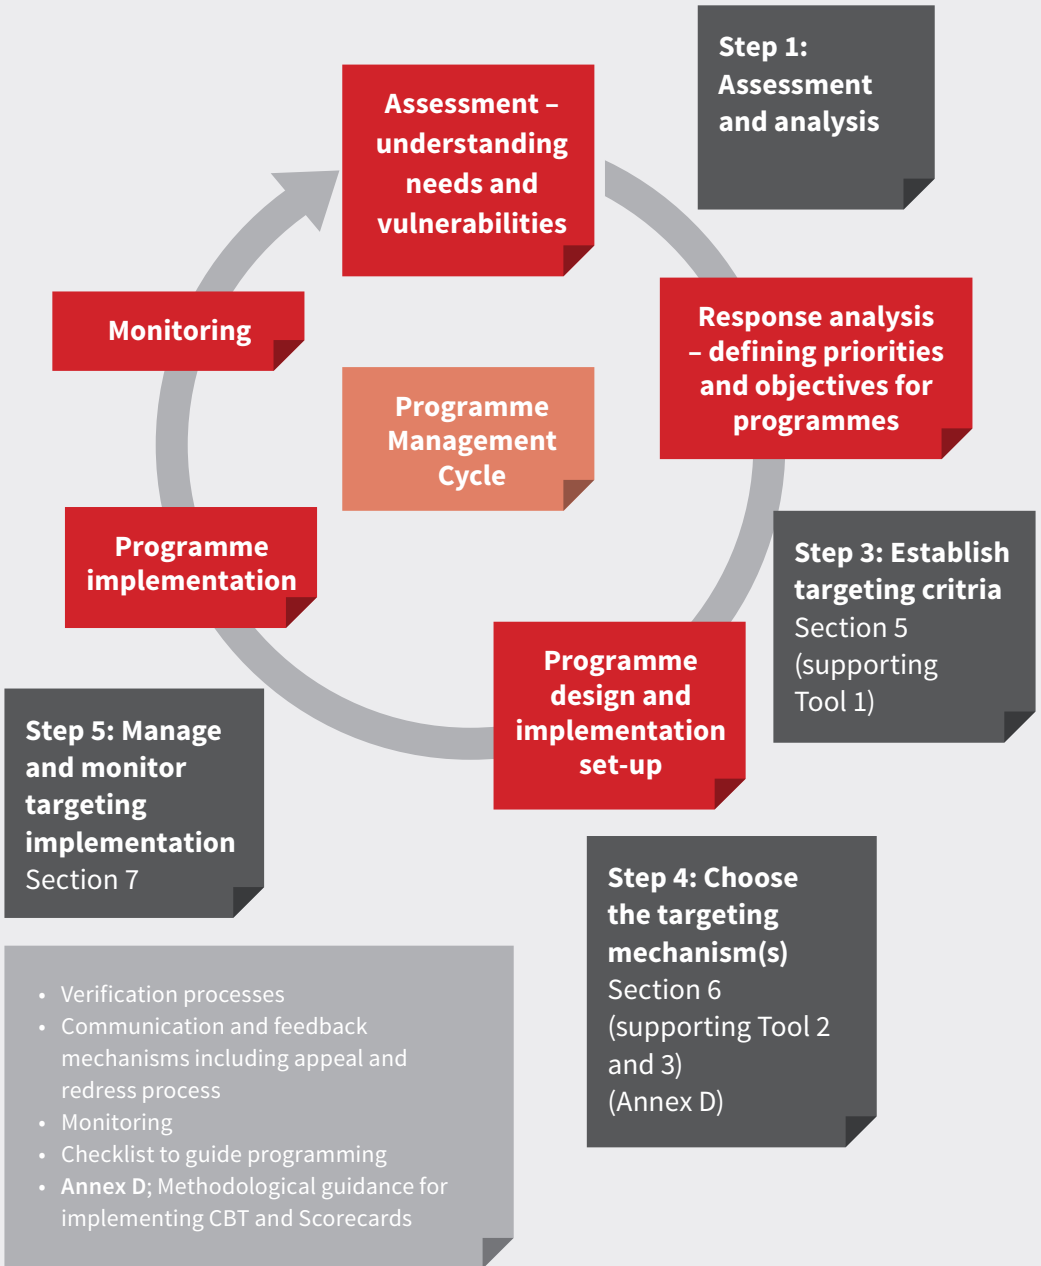 Step 1:
Assessment
and analysis
Assessment –
understanding
needs and
vulnerabilities
Response analysis
– defining priorities
and objectives for
programmes
Monitoring
Programme
Management
Cycle
Programme
implementation
Step 3: Establish
targeting critria
Section 5
(supporting
Tool 1)
Programme
design and
implementation
set-up
Step 5: Manage
and monitor
targeting
implementation
Section 7
Step 4: Choose
the targeting
mechanism(s)
Section 6
(supporting Tool 2
and 3)
(Annex D)
• Verification processes
• Communication and feedback
mechanisms including appeal and
redress process
• Monitoring
• Checklist to guide programming
• Annex D; Methodological guidance for
implementing CBT and Scorecards